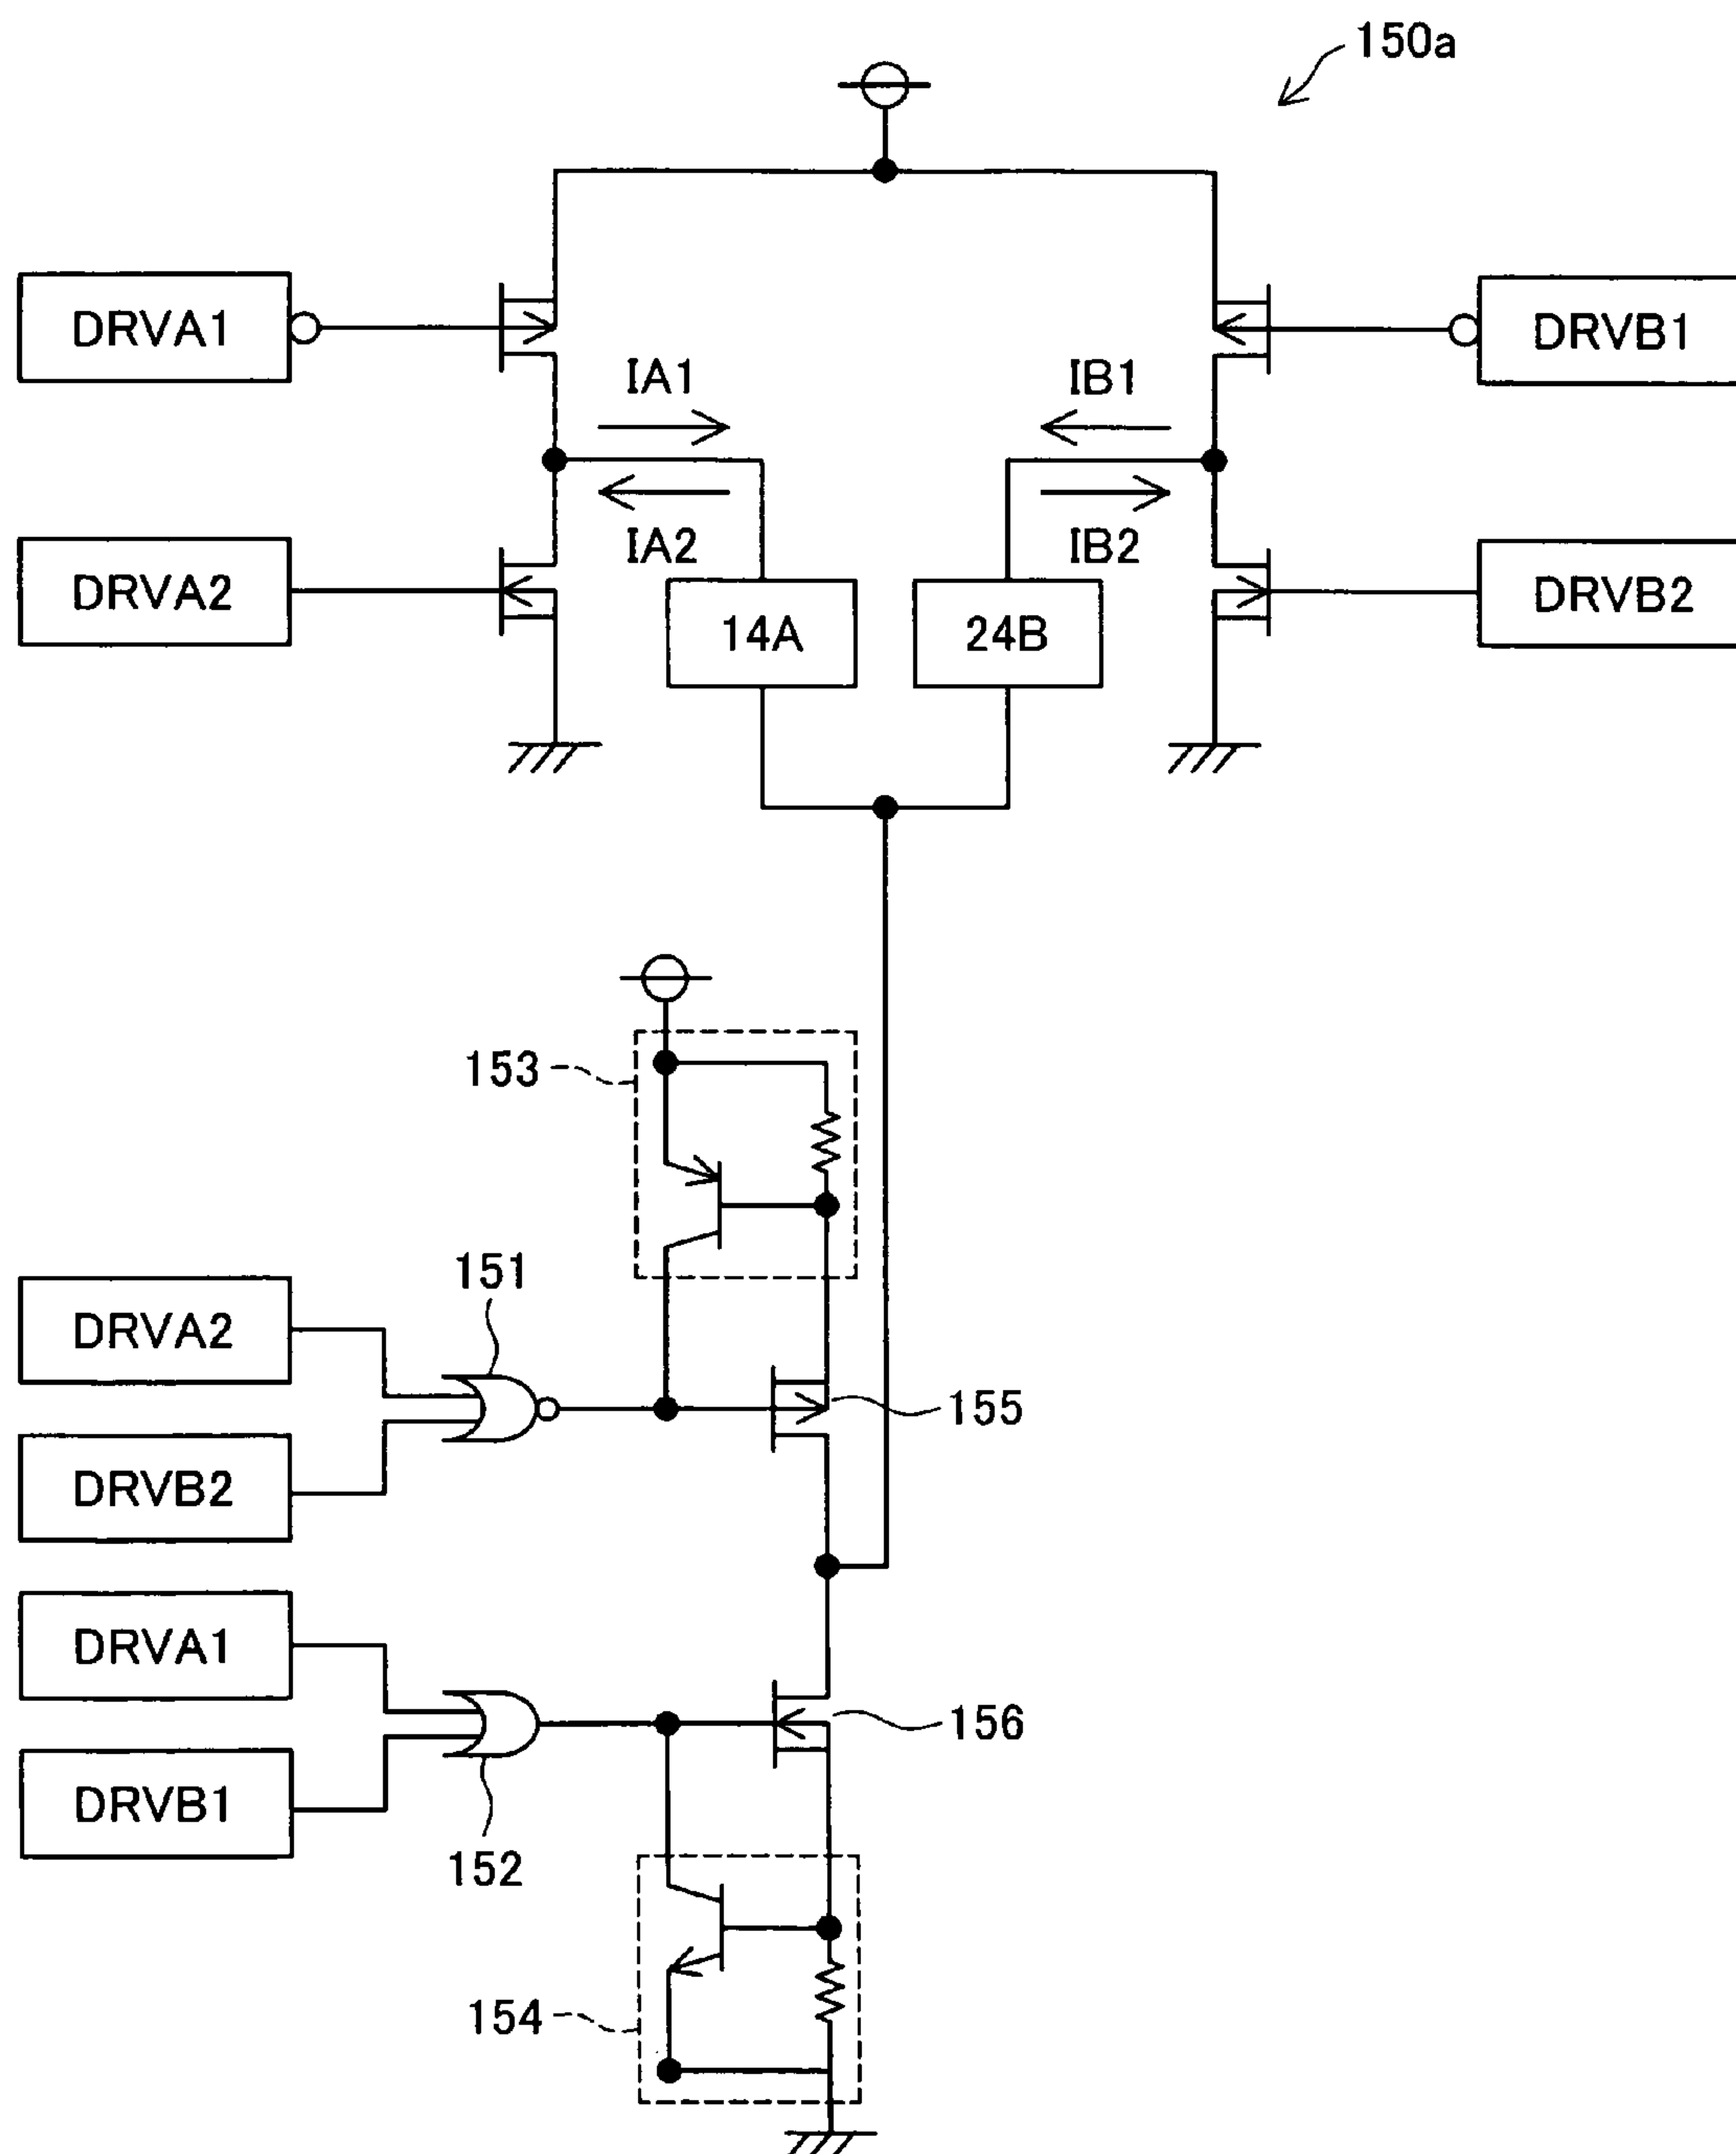 150a
DRVA1
DRVB1
IA1
IB1
IA2
IB2
DRVA2
DRVB2
14A
24B
153
151
DRVA2
155
DRVB2
DRVA1
156
DRVB1
152
154